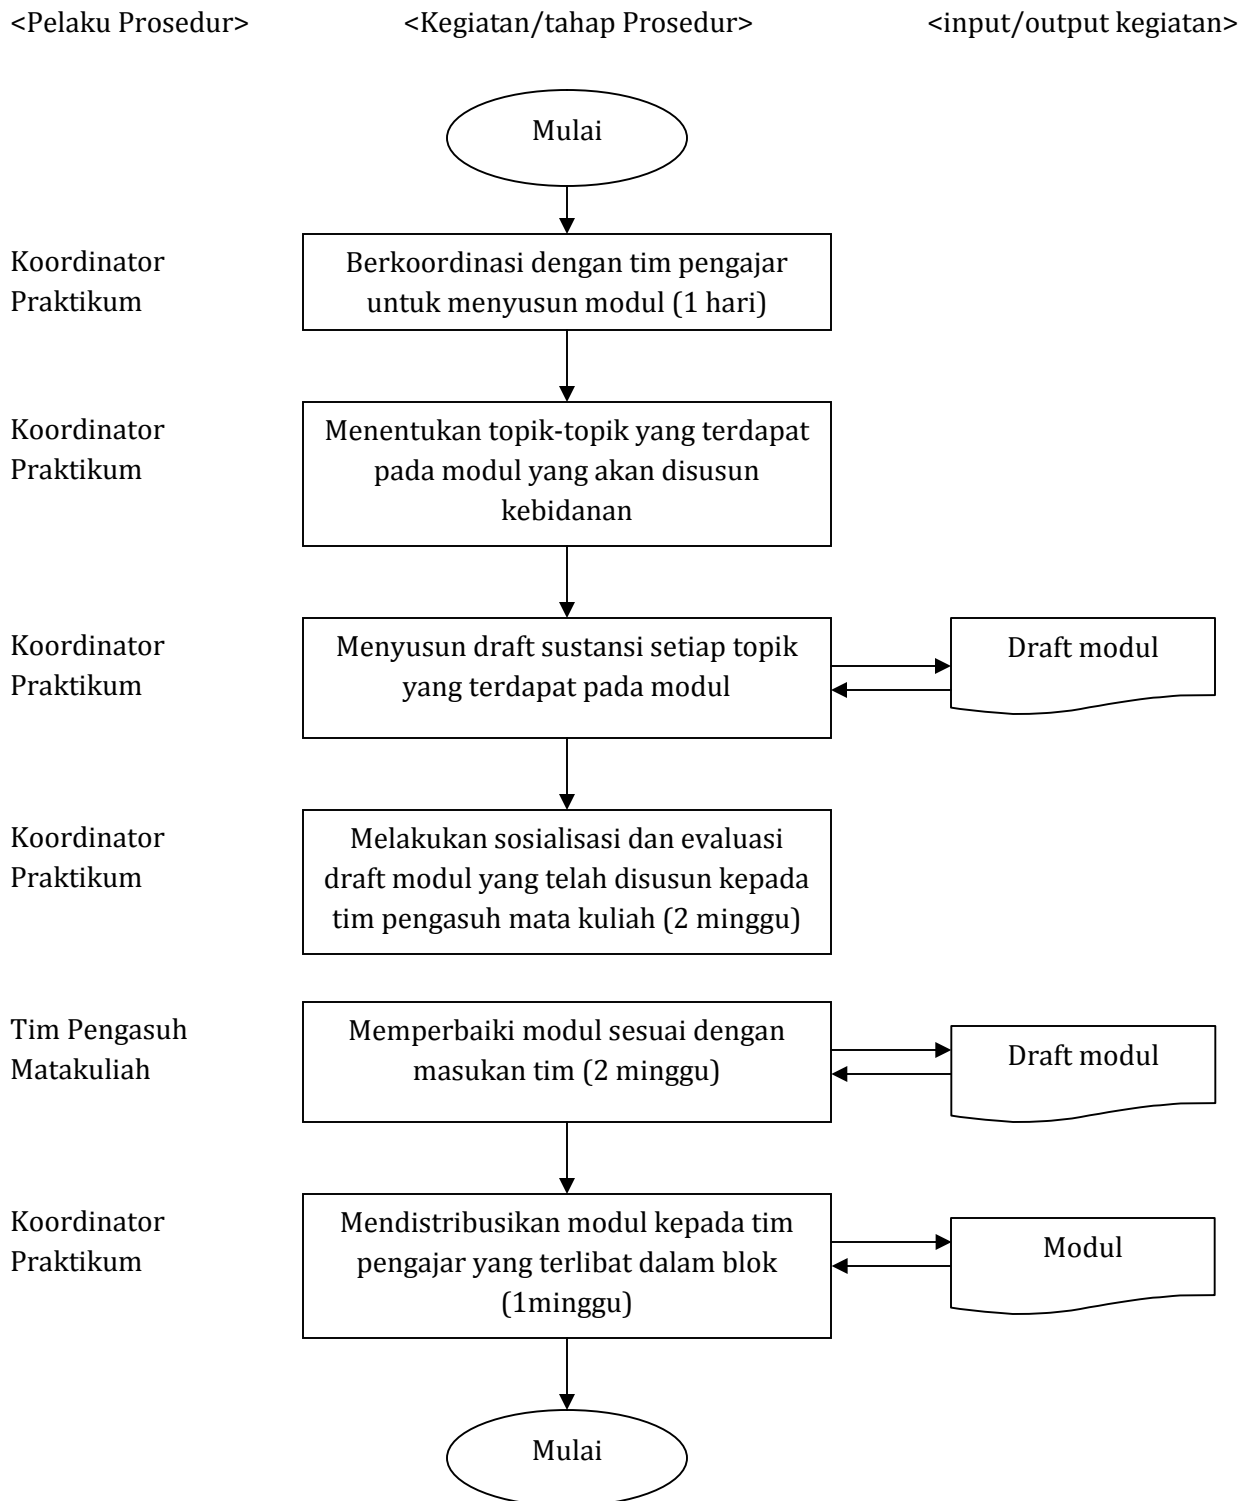 <Pelaku Prosedur> <Kegiatan/tahap Prosedur> <input/output kegiatan>
Mulai
Koordinator
Praktikum
Berkoordinasi dengan tim pengajar
untuk menyusun modul (1 hari)
Koordinator
Praktikum
Menentukan topik-topik yang terdapat
pada modul yang akan disusun
kebidanan
Koordinator
Praktikum
Menyusun draft sustansi setiap topik
yang terdapat pada modul
Draft modul
Koordinator
Praktikum
Melakukan sosialisasi dan evaluasi
draft modul yang telah disusun kepada
tim pengasuh mata kuliah (2 minggu)
Tim Pengasuh
Matakuliah
Memperbaiki modul sesuai dengan
masukan tim (2 minggu)
Draft modul
Koordinator
Praktikum
Mendistribusikan modul kepada tim
pengajar yang terlibat dalam blok
(1minggu)
Modul
Mulai